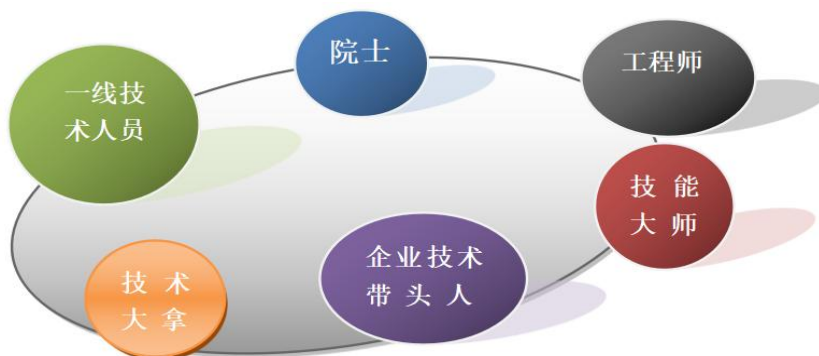 院士
工程师
一线技
术人员
技 能
大 师
企业技术
带 头 人
技 术
大 拿